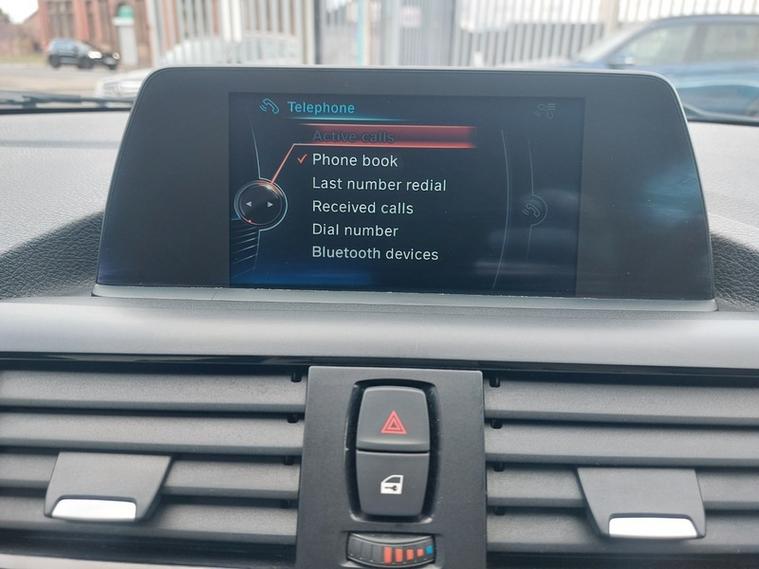 Telephone
Active calls
Phone book
Last number redial
Received calls
Dial number
Bluetooth devices